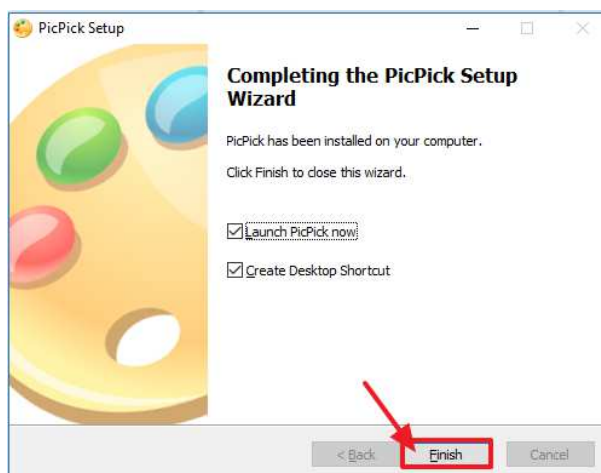 PicPick Setup
Completing the PicPick Setup
Wizard
PicPick has been installed on your computer.
Click Finish to close this wizard.
Launch PicPick now
Create Desktop Shortcut
< Back
Finish
Cancel